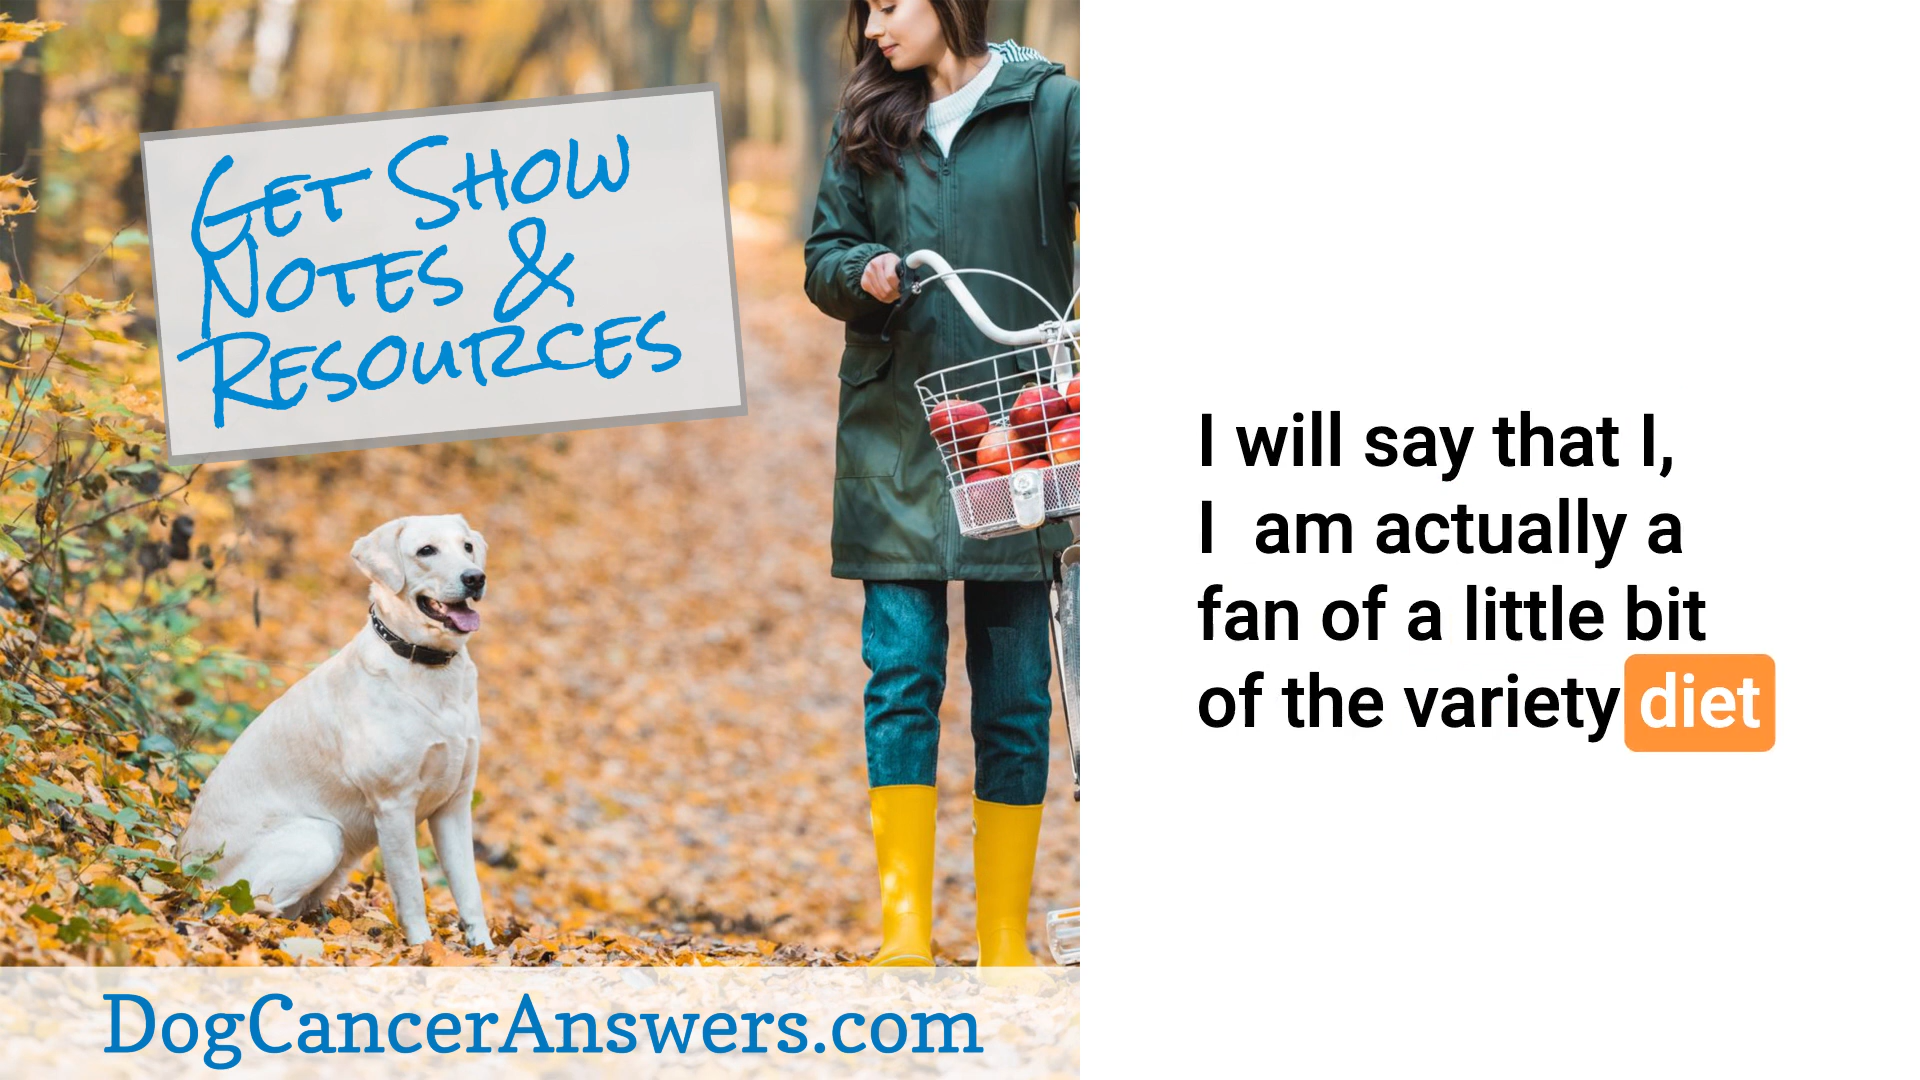 Get Show
Notes &
Resources
DogCancerAnswers.com
I will say that I,
I  am actually a
fan of a little bit
of the variety diet